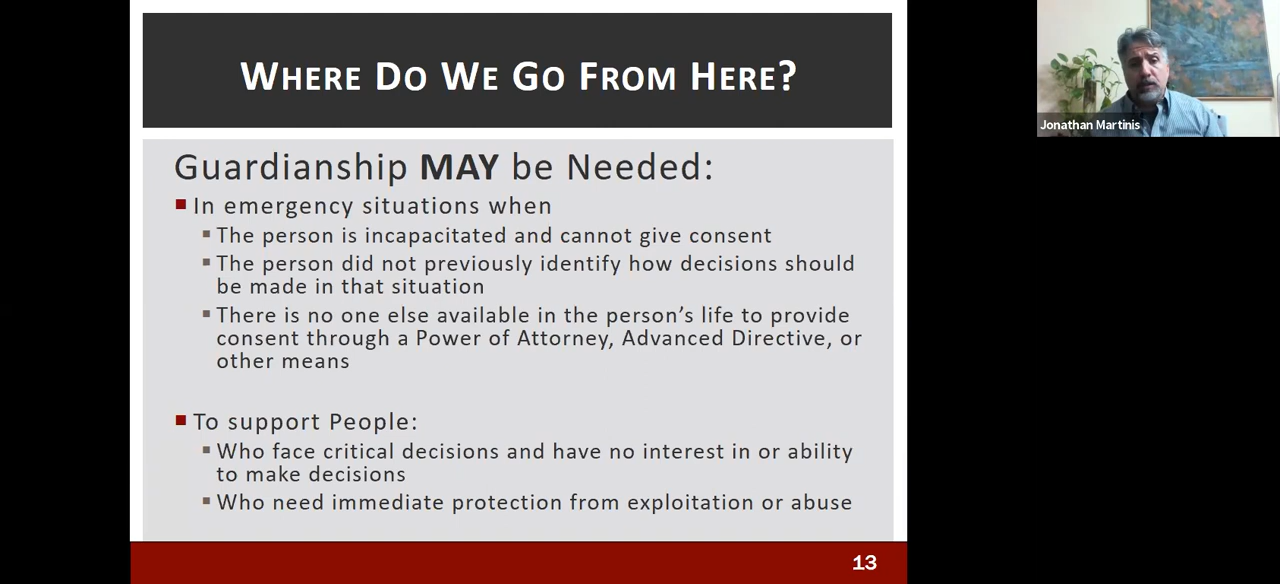 WHERE DO WE GO FROM HERE?
Guardianship MAY be Needed:
In emergency situations when
The person is incapacitated and cannot give consent
The person did not previously identify how decisions should
be made in that situation
There is no one else available in the person's life to provide
consent through a Power of Attorney, Advanced Directive, or
other means
To support People:
Who face critical decisions and have no interest in or ability
to make decisions
Who need immediate protection from exploitation or abuse
13
Jonathan Martinis